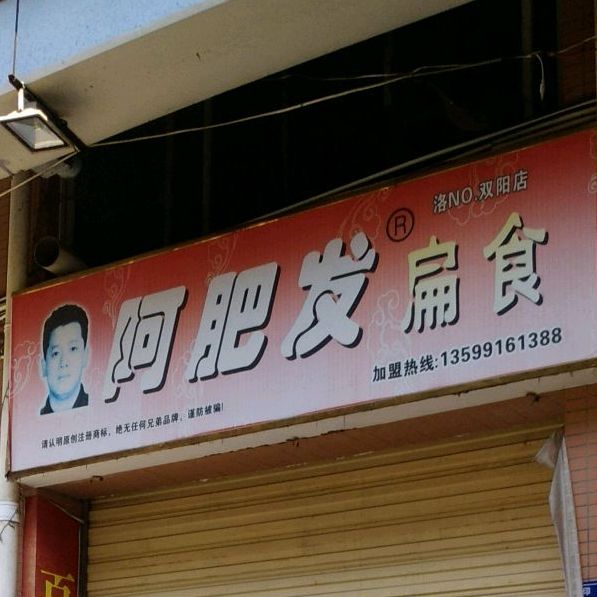 洛NO.双阳店
阿肥发®扁食
加盟热线:13599161388
请认明原创注册商标，绝无任何兄弟品牌，谨防被骗!
百